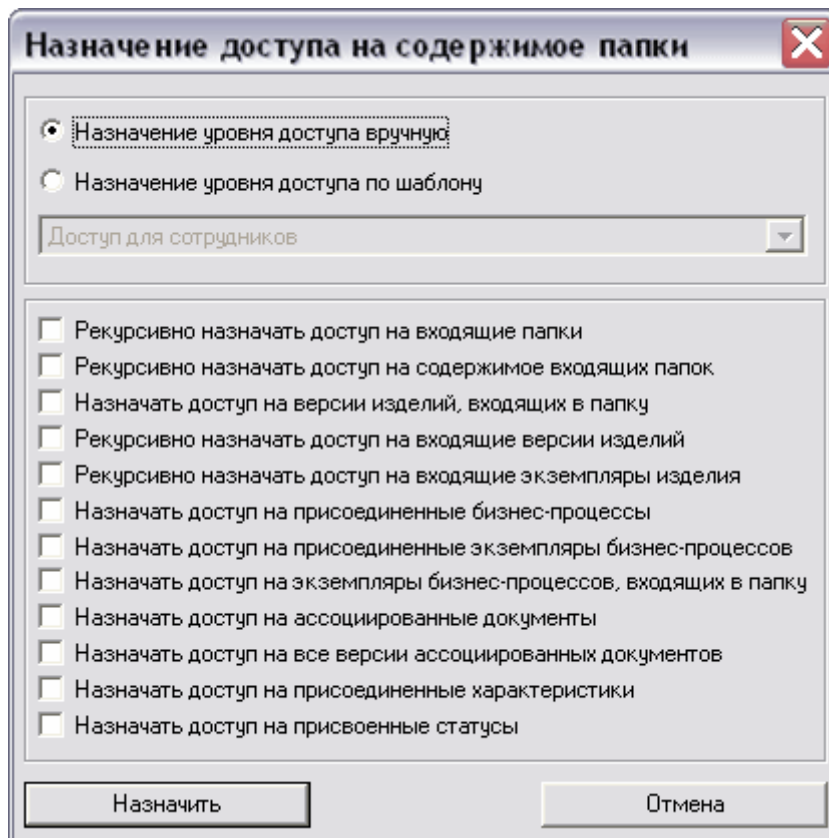 Назначение доступа на содержимое папки
Назначение уровня доступа вручную
Назначение уровня доступа по шаблону
Доступ для сотрудников
Рекурсивно назначать доступ на входящие папки
Рекурсивно назначать доступ на содержимое входящих папок
Назначать доступ на версии изделий, входящих в папку
Рекурсивно назначать доступ на входящие версии изделий
Рекурсивно назначать доступ на входящие экземпляры изделия
Назначать доступ на присоединенные бизнес-процессы
Назначать доступ на присоединенные экземпляры бизнес-процессов
Назначать доступ на экземпляры бизнес-процессов, входящих в папку
Назначать доступ на ассоциированные документы
Назначать доступ на все версии ассоциированных документов
Назначать доступ на присоединенные характеристики
Назначать доступ на присвоенные статусы
Назначить Отмена